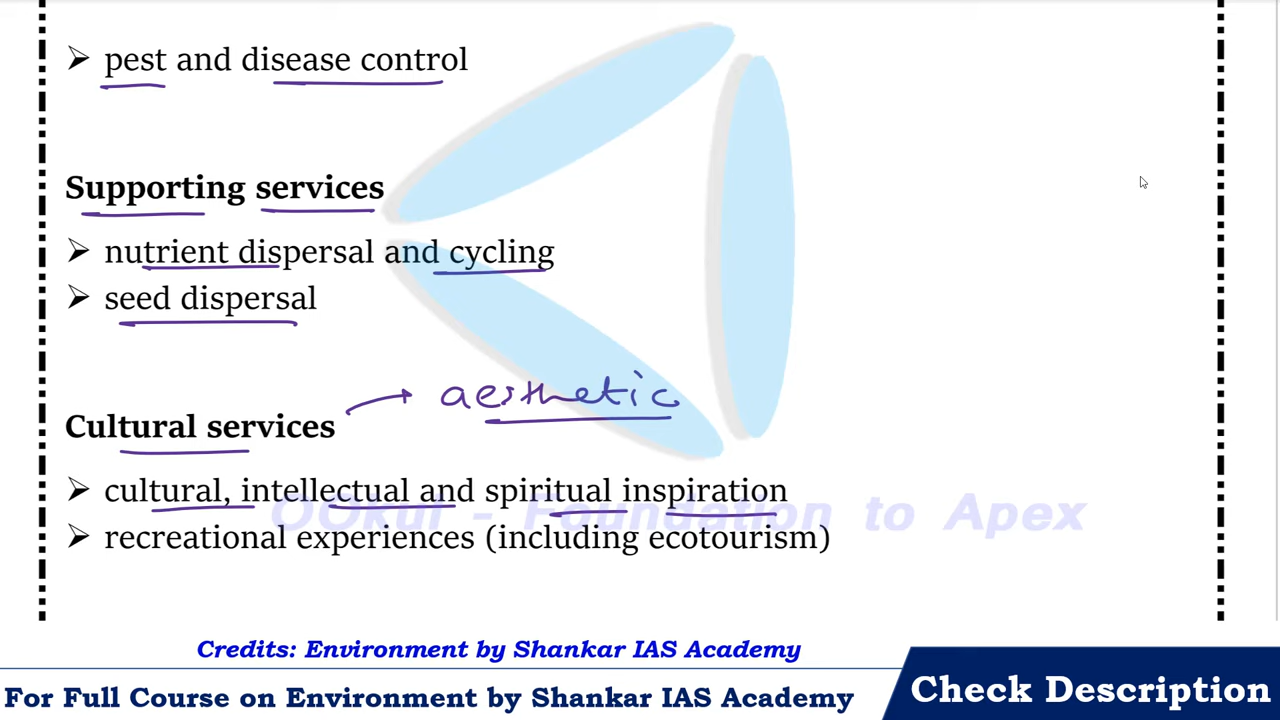 ➢ pest and disease control
Supporting services
➢ nutrient dispersal and cycling
➢ seed dispersal
aesthetic
Cultural services
➢ cultural, intellectual and spiritual inspiration
OOkul - Foundation to Apex
➢ recreational experiences (including ecotourism)
Credits: Environment by Shankar IAS Academy
For Full Course on Environment by Shankar IAS Academy
Check Description